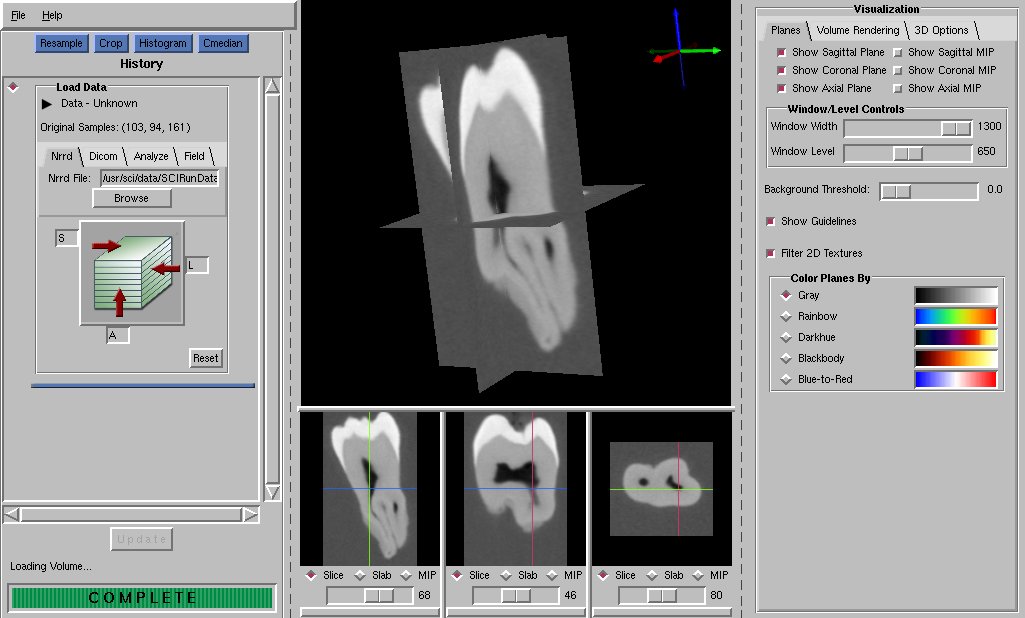 File Help
Resample Crop Histogram Cmedian
History
Load Data
Data - Unknown
Original Samples: (103, 94, 161)
Nrrd Dicom Analyze Field
Nrrd File: /usr/sci/data/SCIRunData
Browse
S
L
A
Reset
Update
Loading Volume...
COMPLETE
Slice Slab MIP
68
Slice Slab MIP
46
Slice Slab MIP
80
Visualization
Planes Volume Rendering 3D Options
Show Sagittal Plane Show Sagittal MIP
Show Coronal Plane Show Coronal MIP
Show Axial Plane Show Axial MIP
Window/Level Controls
Window Width 1300
Window Level 650
Background Threshold: 0.0
Show Guidelines
Filter 2D Textures
Color Planes By
Gray
Rainbow
Darkhue
Blackbody
Blue-to-Red